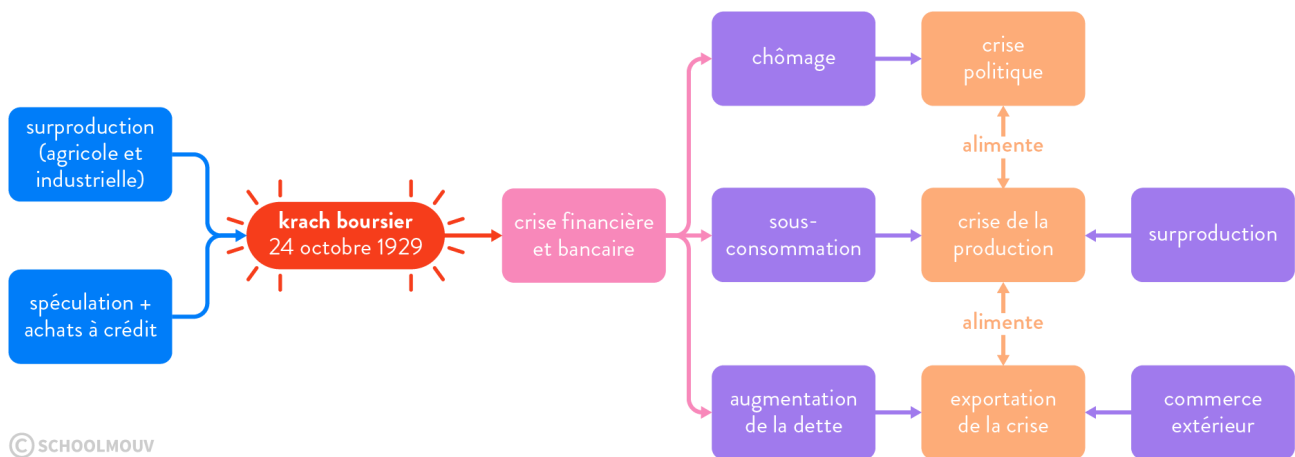 surproduction
(agricole et
industrielle)
spéculation +
achats à crédit
krach boursier
24 octobre 1929
crise financière
et bancaire
chômage
crise
politique
alimente
sous-
consommation
crise de la
production
surproduction
alimente
augmentation
de la dette
exportation
de la crise
commerce
extérieur
© SCHOOLMOUV